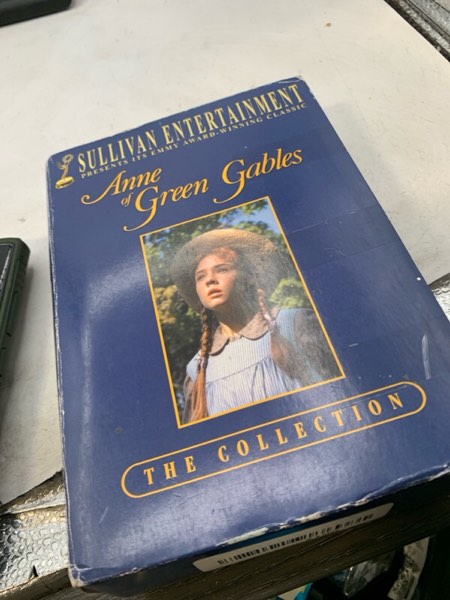 SULLIVAN ENTERTAINMENT
PRESENTS ITS EMMY AWARD-WINNING CLASSIC
Anne
of Green Gables
THE COLLECTION